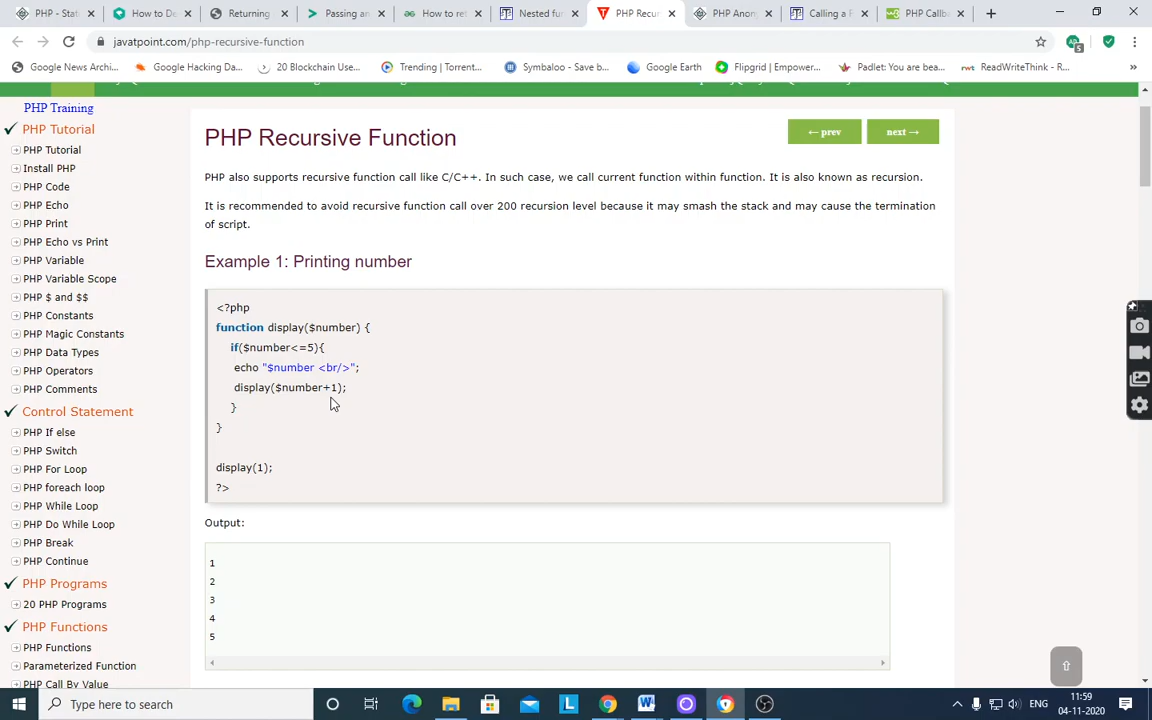 PHP - Stat
How to De
Returning
Passing an
How to ret
Nested fu
PHP Recur
PHP Anon
Calling a F
PHP Callb
javatpoint.com/php-recursive-function
5
Google News Archi...
Google Hacking Da...
20 Blockchain Use...
Trending | Torrent...
Symbaloo - Save b...
Google Earth
Flipgrid | Empower...
Padlet: You are bea...
ReadWriteThink - R...
PHP Training
PHP Tutorial
PHP Tutorial
Install PHP
PHP Code
PHP Echo
PHP Print
PHP Echo vs Print
PHP Variable
PHP Variable Scope
PHP $ and $$
PHP Constants
PHP Magic Constants
PHP Data Types
PHP Operators
PHP Comments
Control Statement
PHP If else
PHP Switch
PHP For Loop
PHP foreach loop
PHP While Loop
PHP Do While Loop
PHP Break
PHP Continue
PHP Programs
20 PHP Programs
PHP Functions
PHP Functions
Parameterized Function
PHP Call By Value
PHP Recursive Function
← prev
next →
PHP also supports recursive function call like C/C++. In such case, we call current function within function. It is also known as recursion.
It is recommended to avoid recursive function call over 200 recursion level because it may smash the stack and may cause the termination
of script.
Example 1: Printing number
<?php
function display($number) {
if($number<=5){
echo "$number <br/>";
display($number+1);
}
}
display(1);
?>
Output:
1
2
3
4
5
Type here to search
ENG
11:59
04-11-2020